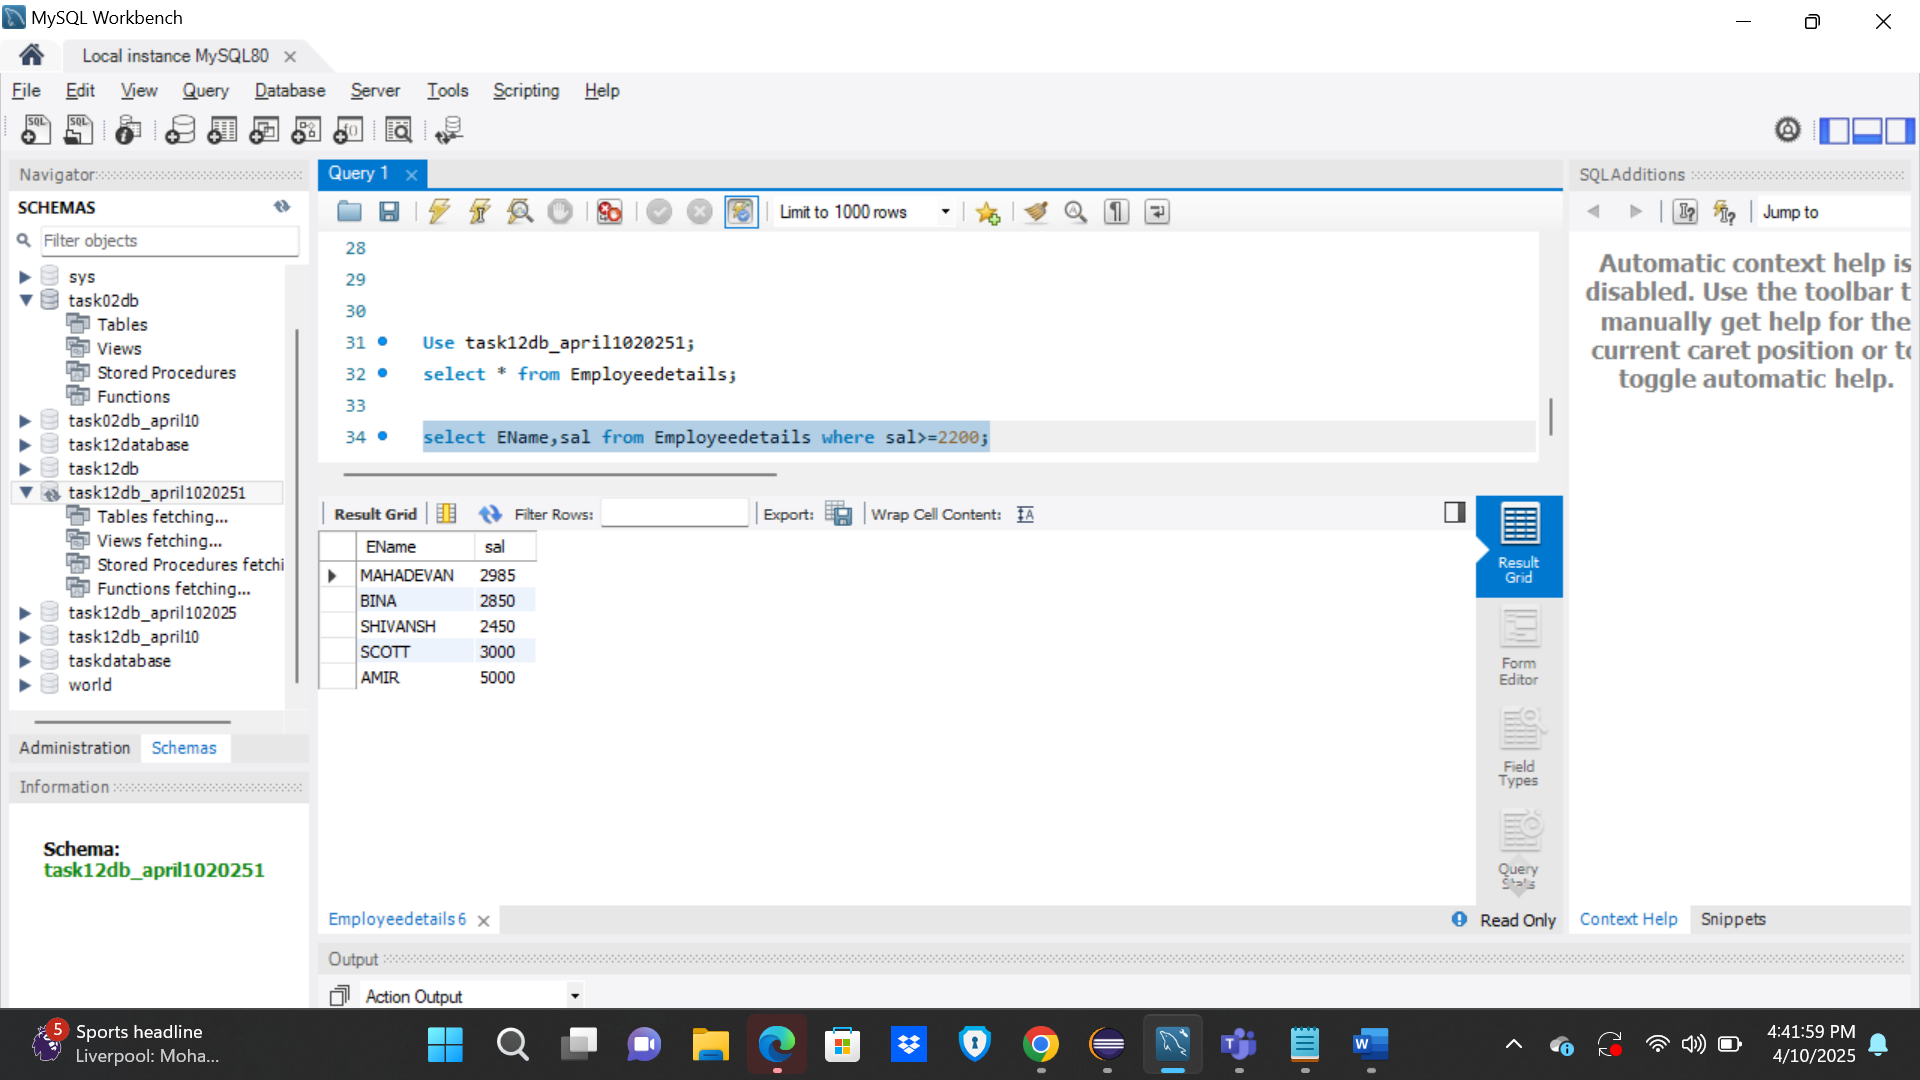 MySQL Workbench
Local instance MySQL80
File Edit View Query Database Server Tools Scripting Help
Navigator
SCHEMAS
Filter objects
sys
task02db
Tables
Views
Stored Procedures
Functions
task02db_april10
task12database
task12db
task12db_april1020251
Tables fetching...
Views fetching...
Stored Procedures fetchi
Functions fetching...
task12db_april102025
task12db_april10
taskdatabase
world
Administration Schemas
Information
Schema:
task12db_april1020251
Query 1
Limit to 1000 rows
28
29
30
31 Use task12db_april1020251;
32 select * from Employeedetails;
33
34 select EName,sal from Employeedetails where sal>=2200;
Result Grid Filter Rows: Export: Wrap Cell Content:
EName sal
MAHADEVAN 2985
BINA 2850
SHIVANSH 2450
SCOTT 3000
AMIR 5000
Result
Grid
Form
Editor
Field
Types
Query
Stats
Employeedetails 6
Read Only
Output
Action Output
SQLAdditions
Jump to
Automatic context help is
disabled. Use the toolbar t
manually get help for the
current caret position or to
toggle automatic help.
Context Help Snippets
5
Sports headline
Liverpool: Moha...
4:41:59 PM
4/10/2025